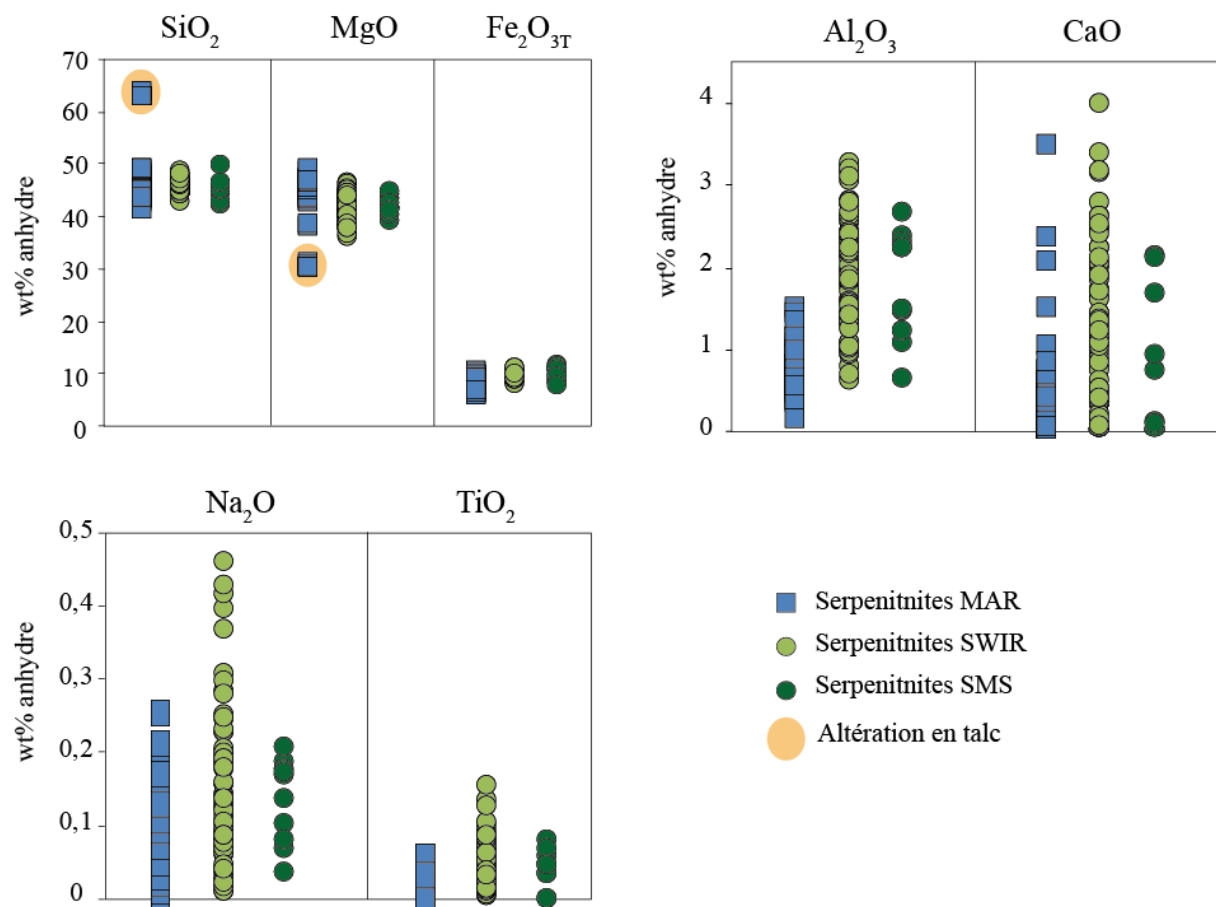 SiO₂ MgO Fe₂O₃T
70
60
50
40
30
20
10
0
wt% anhydre
Al₂O₃ CaO
4
3
2
1
0
wt% anhydre
Na₂O TiO₂
0,5
0,4
0,3
0,2
0,1
0
wt% anhydre
Serpenitnites MAR
Serpenitnites SWIR
Serpenitnites SMS
Altération en talc